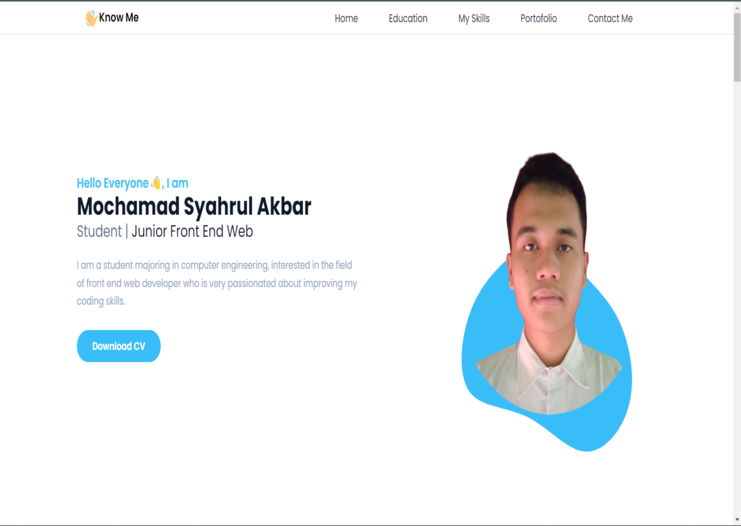 👋Know Me
Home Education My Skills Portofolio Contact Me
Hello Everyone👋, I am
Mochamad Syahrul Akbar
Student | Junior Front End Web
I am a student majoring in computer engineering, interested in the field
of front end web developer who is very passionated about improving my
coding skills.
Download CV